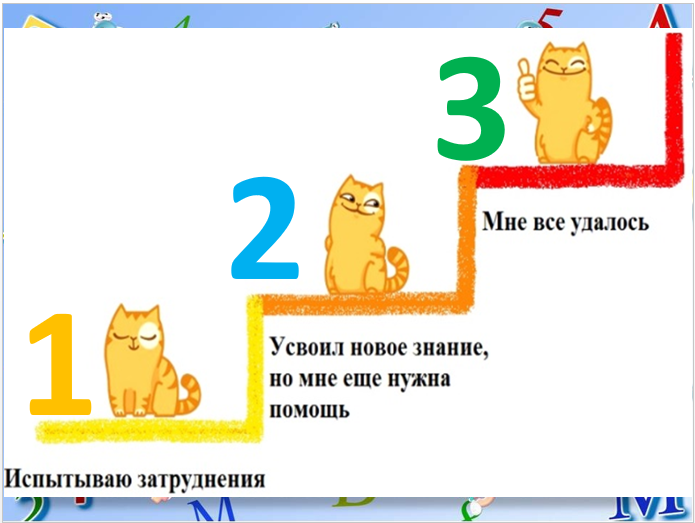 3
Мне все удалось
2
Усвоил новое знание,
но мне еще нужна
помощь
1
Испытываю затруднения